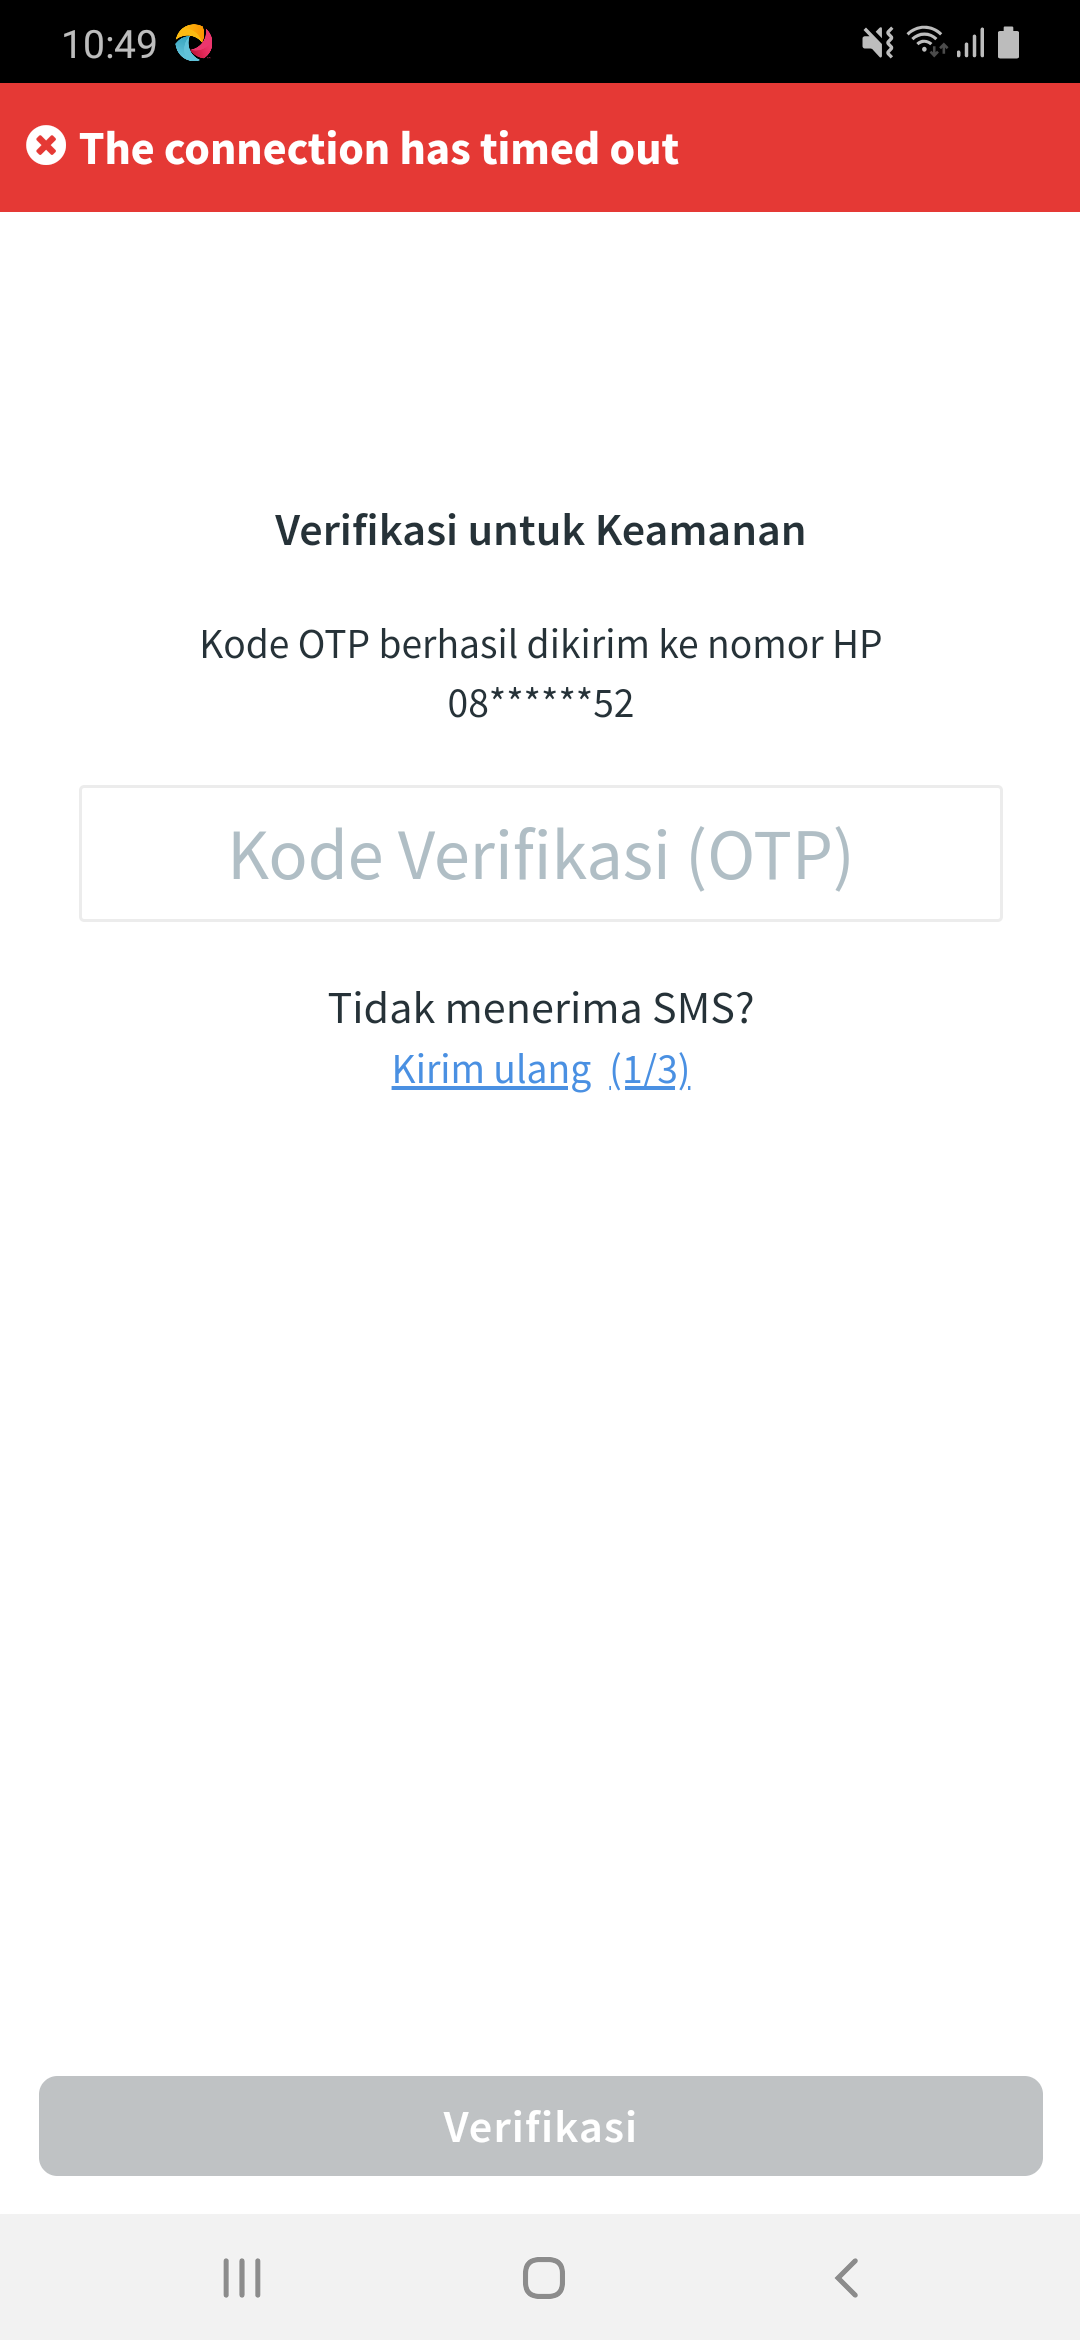 10:49
The connection has timed out
Verifikasi untuk Keamanan
Kode OTP berhasil dikirim ke nomor HP
08******52
Kode Verifikasi (OTP)
Tidak menerima SMS?
Kirim ulang (1/3)
Verifikasi